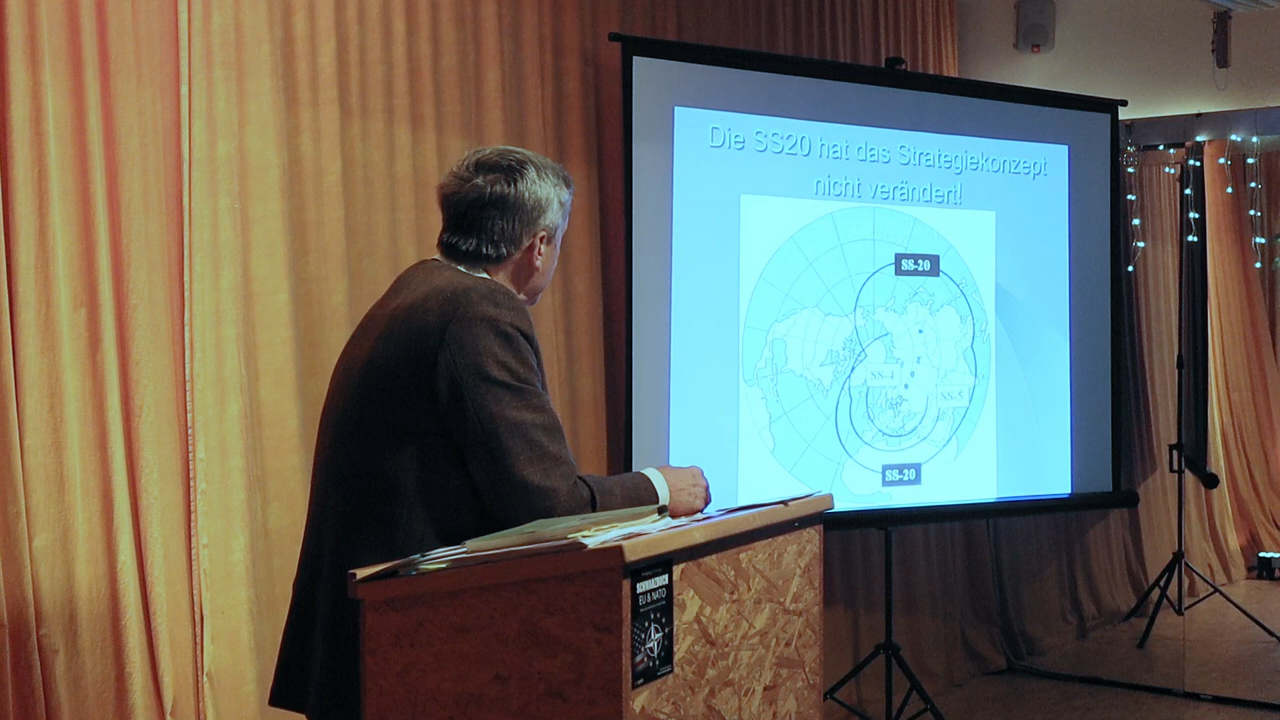 Die SS20 hat das Strategiekonzept
nicht verändert!
SS-20
SS-4
SS-5
SS-20
SCHWARZBUCH
EU & NATO